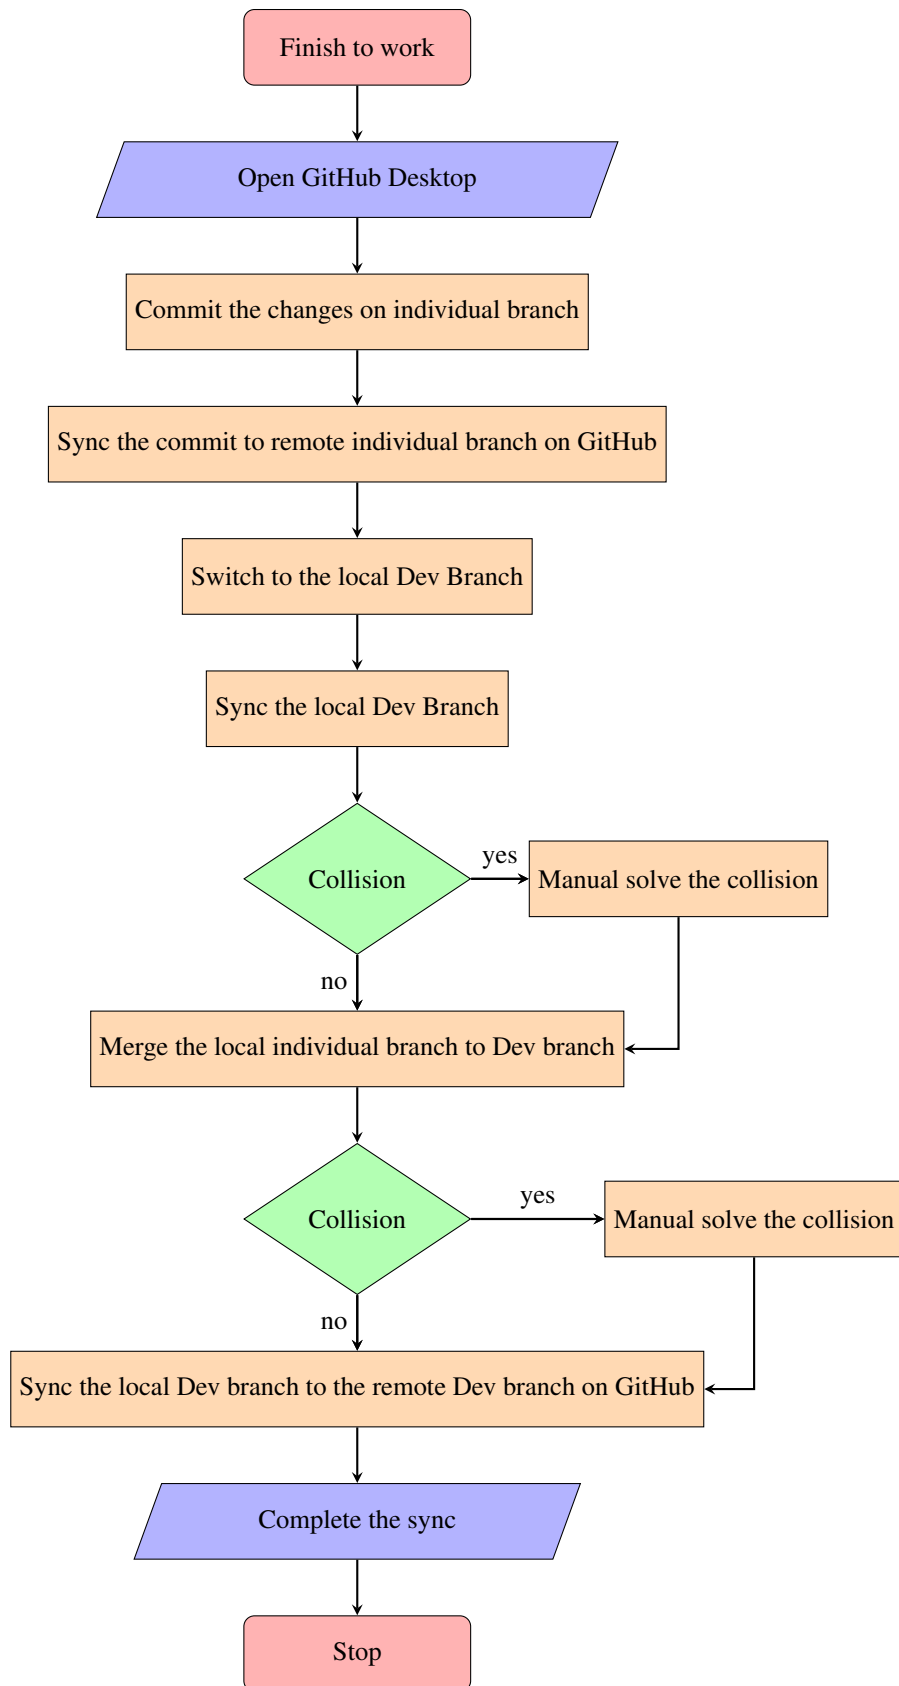 Finish to work
Open GitHub Desktop
Commit the changes on individual branch
Sync the commit to remote individual branch on GitHub
Switch to the local Dev Branch
Sync the local Dev Branch
Collision
yes
Manual solve the collision
no
Merge the local individual branch to Dev branch
Collision
yes
Manual solve the collision
no
Sync the local Dev branch to the remote Dev branch on GitHub
Complete the sync
Stop